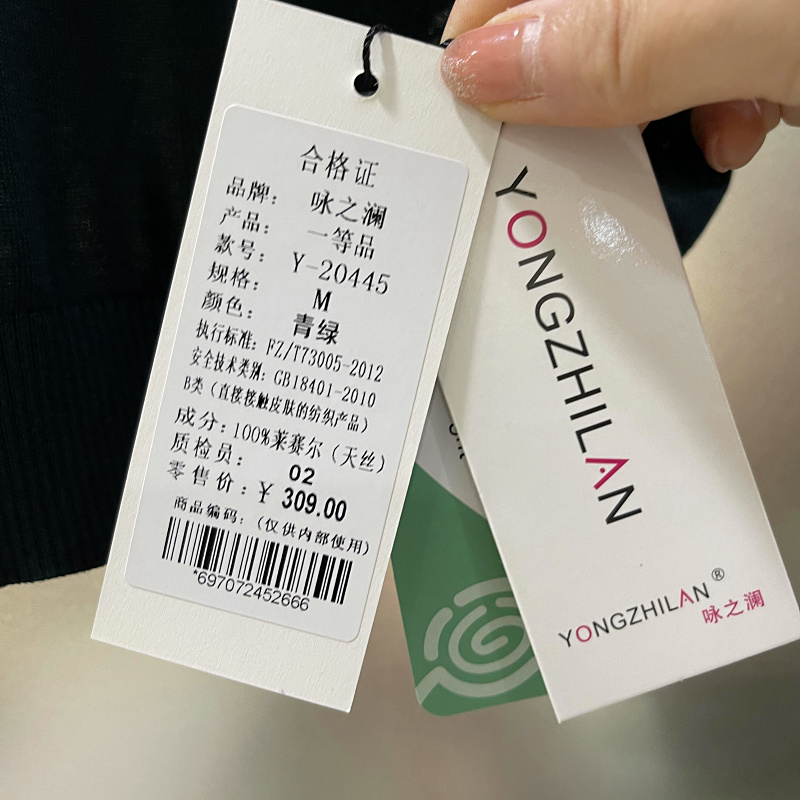 合格证
品牌： 咏之澜
产品： 一等品
款号： Y-20445
规格： M
颜色： 青绿
执行标准：FZ/T73005-2012
安全技术类别：GB18401-2010
B类（直接接触皮肤的纺织产品）
成分：100%莱赛尔（天丝）
质检员： 02
零售价：￥ 309.00
商品编码：（仅供内部使用）
*697072452666
YONGZHILAN
YONGZHILAN®
咏之澜